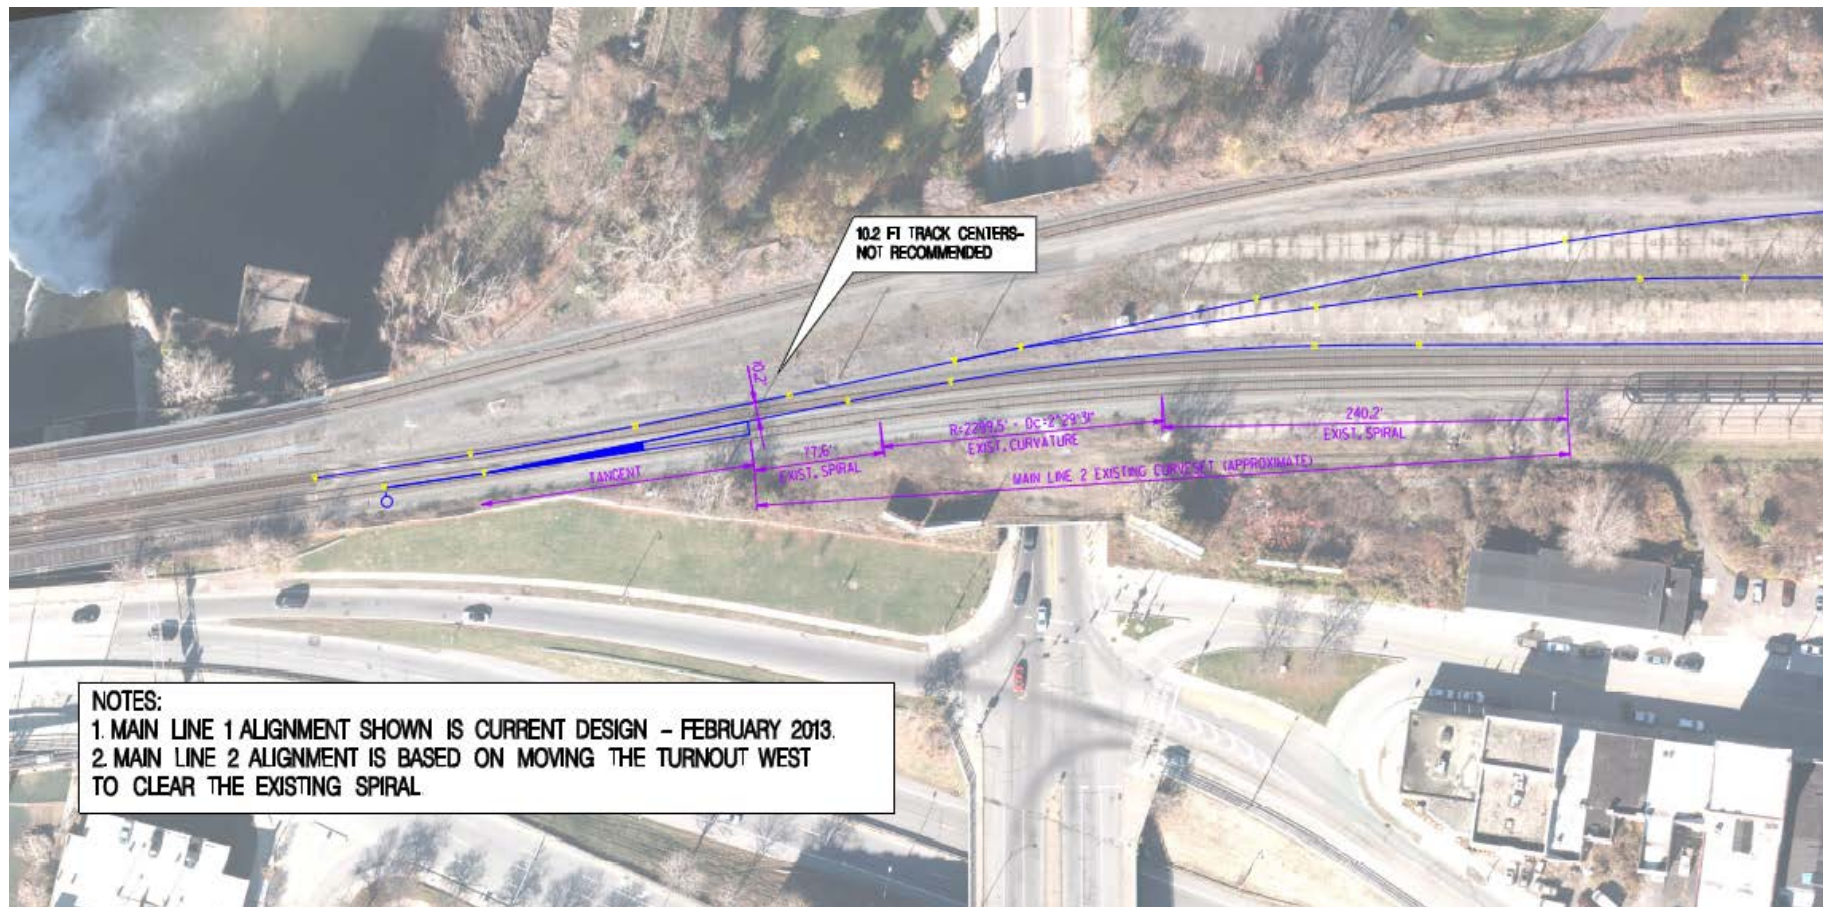 10.2 FT TRACK CENTERS-
NOT RECOMMENDED
10.2'
TANGENT
77.6'
EXIST. SPIRAL
R=2299.5' - Dc=2°29'31"
EXIST. CURVATURE
240.2'
EXIST. SPIRAL
MAIN LINE 2 EXISTING CURVESET (APPROXIMATE)
NOTES:
1. MAIN LINE 1 ALIGNMENT SHOWN IS CURRENT DESIGN - FEBRUARY 2013.
2. MAIN LINE 2 ALIGNMENT IS BASED ON MOVING THE TURNOUT WEST
TO CLEAR THE EXISTING SPIRAL